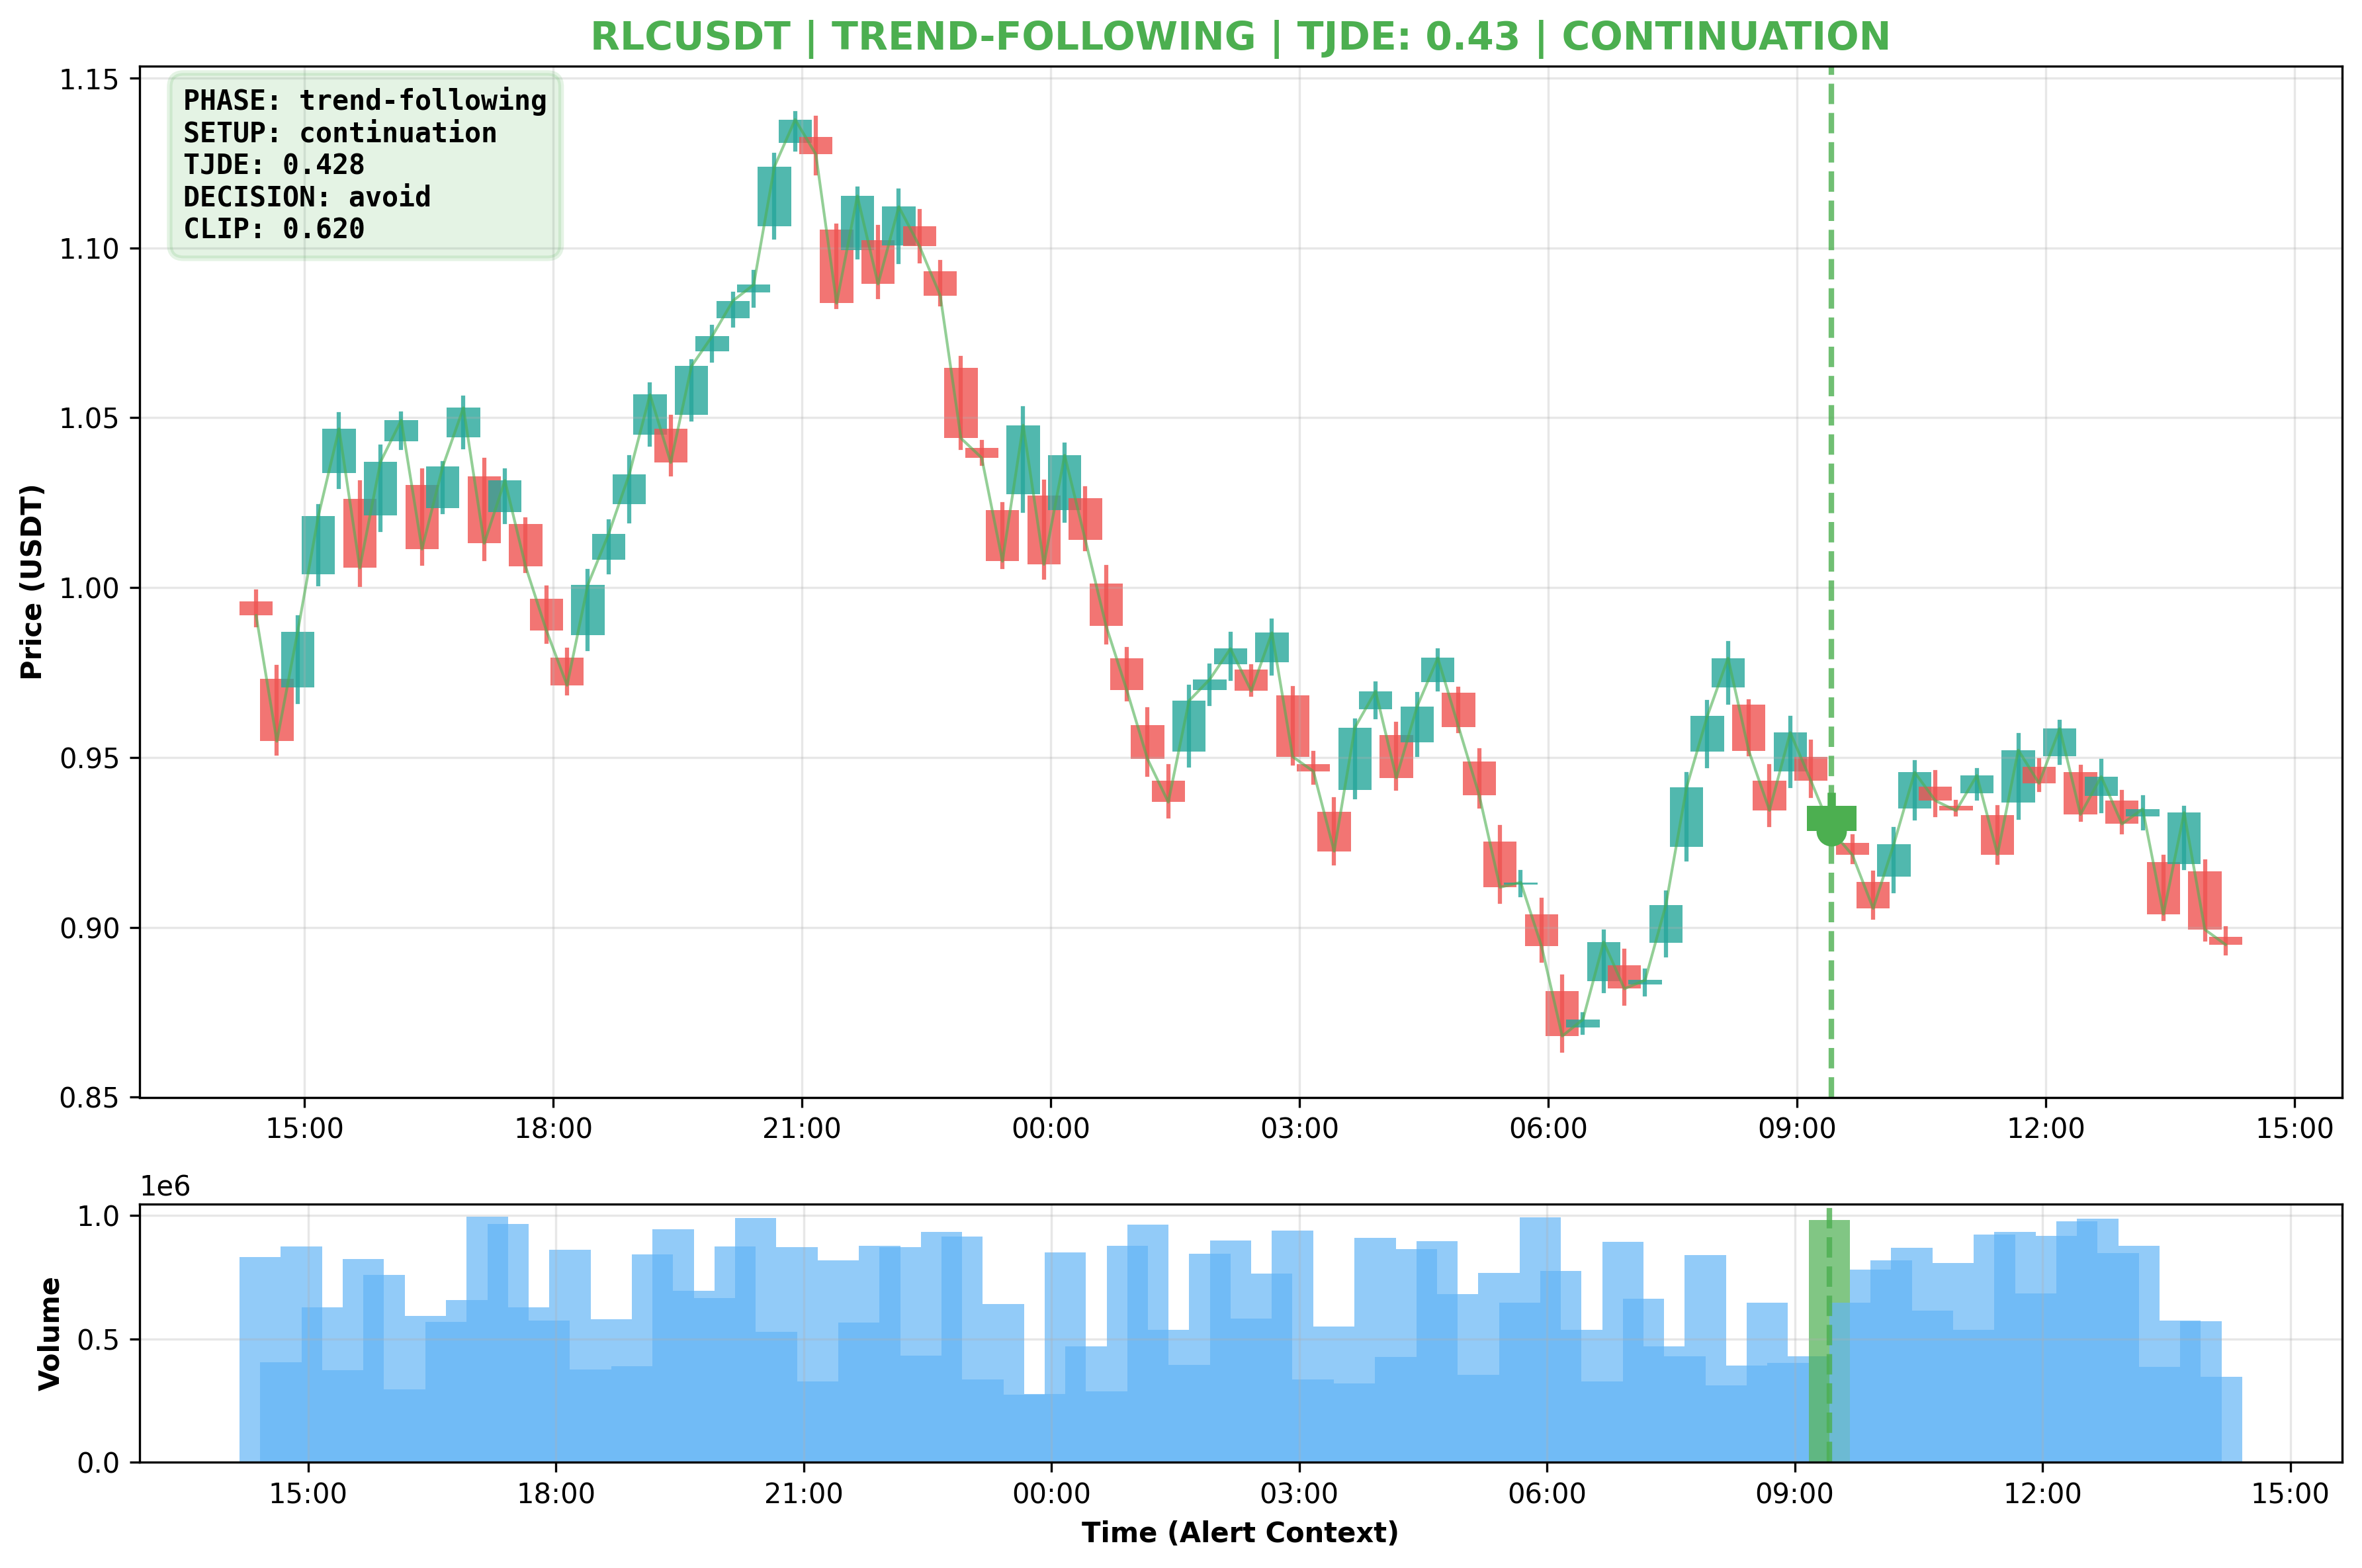 RLCUSDT | TREND-FOLLOWING | TJDE: 0.43 | CONTINUATION
PHASE: trend-following
SETUP: continuation
TJDE: 0.428
DECISION: avoid
CLIP: 0.620
Price (USDT)
1.15
1.10
1.05
1.00
0.95
0.90
0.85
15:00 18:00 21:00 00:00 03:00 06:00 09:00 12:00 15:00
1e6
Volume
1.0
0.5
0.0
15:00 18:00 21:00 00:00 03:00 06:00 09:00 12:00 15:00
Time (Alert Context)